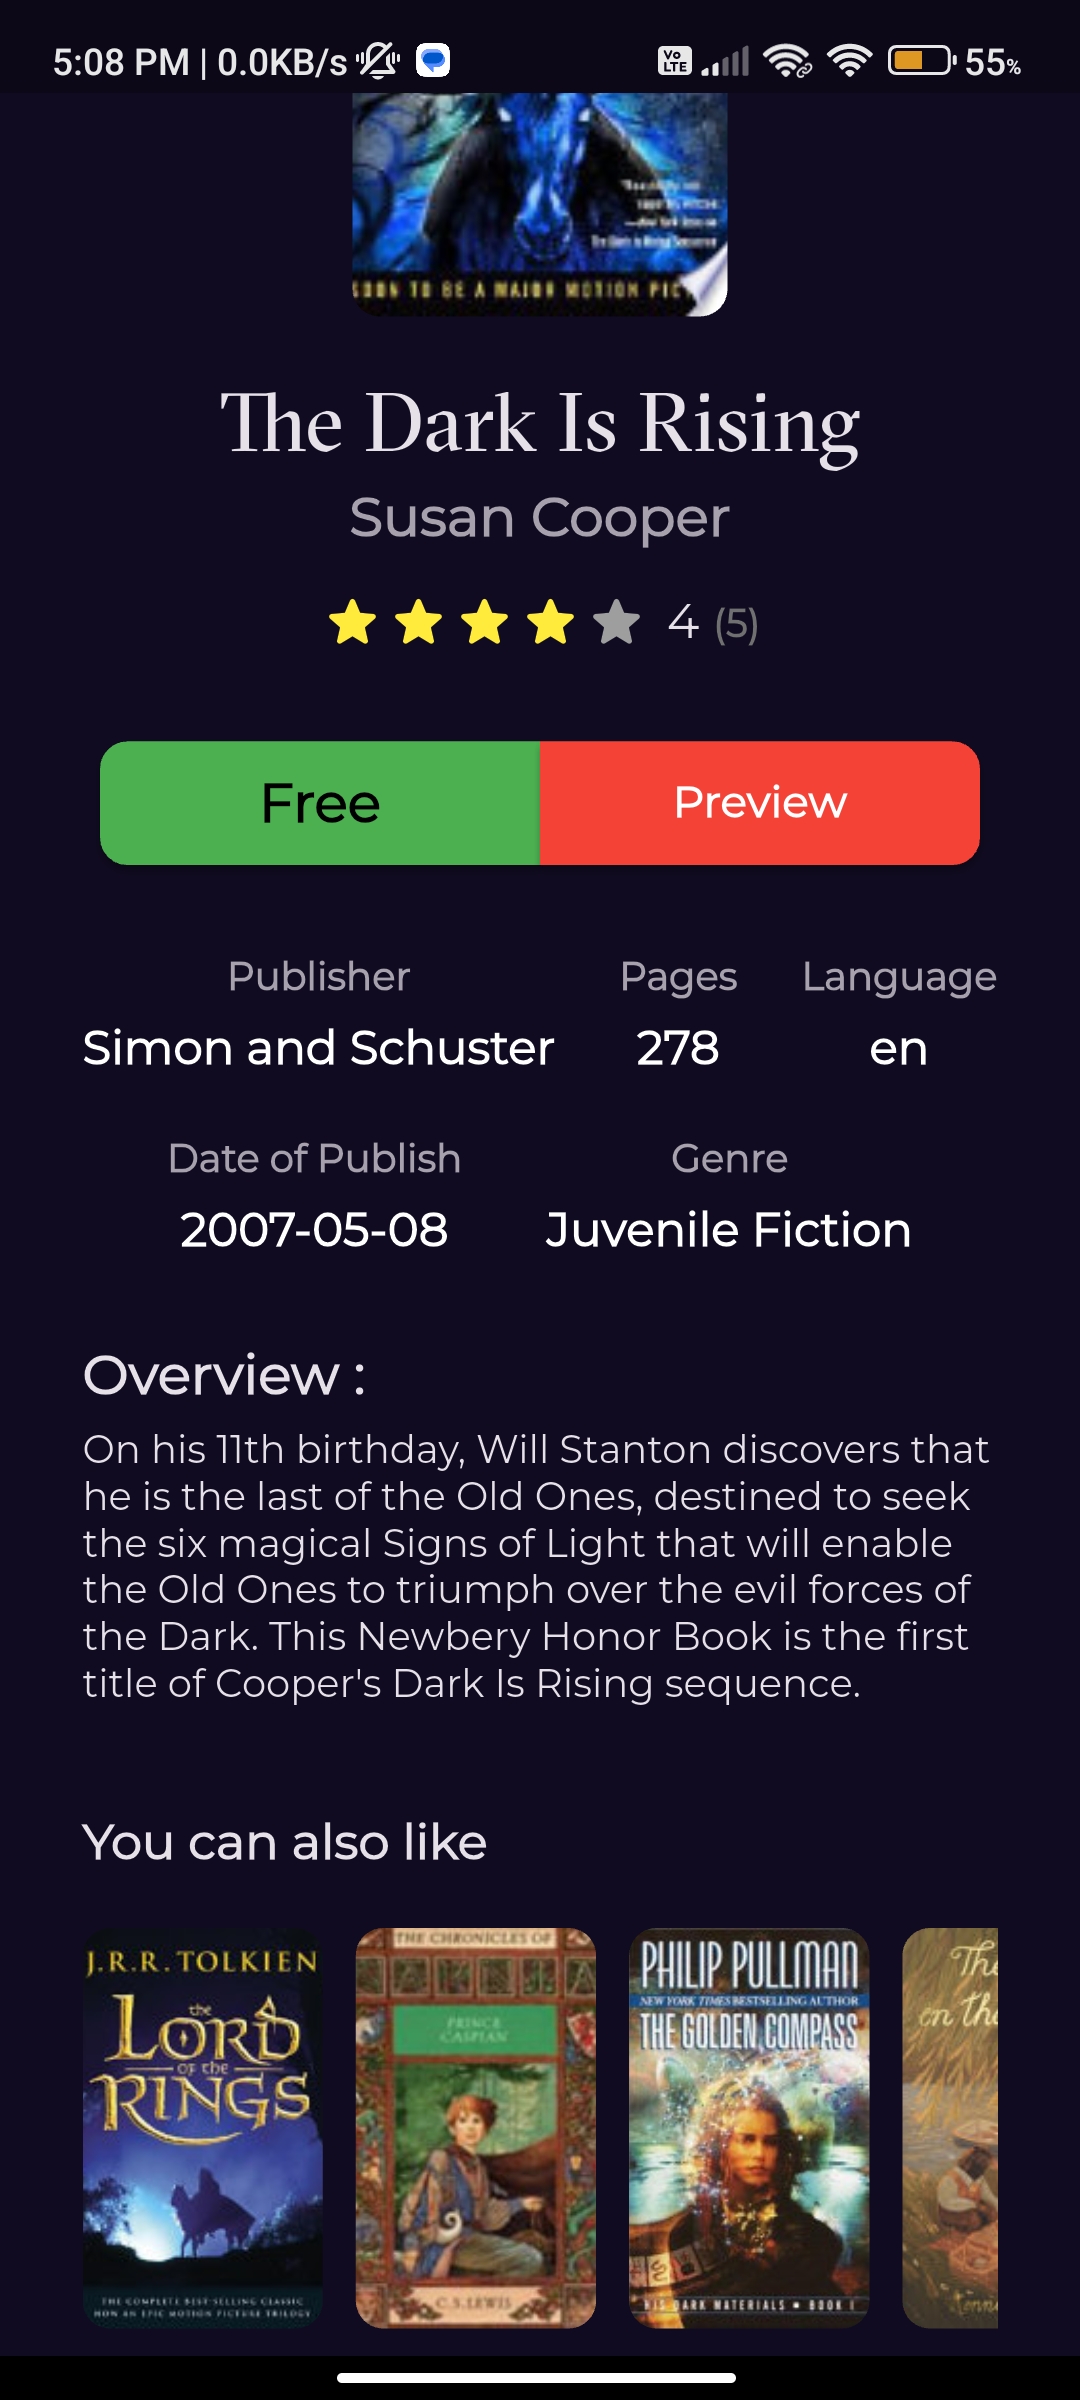 5:08 PM | 0.0KB/s
Vo LTE
55%
SOON TO BE A MAJOR MOTION PIC
The Dark Is Rising
Susan Cooper
4 (5)
Free
Preview
Publisher
Pages
Language
Simon and Schuster
278
en
Date of Publish
Genre
2007-05-08
Juvenile Fiction
Overview :
On his 11th birthday, Will Stanton discovers that
he is the last of the Old Ones, destined to seek
the six magical Signs of Light that will enable
the Old Ones to triumph over the evil forces of
the Dark. This Newbery Honor Book is the first
title of Cooper's Dark Is Rising sequence.
You can also like
J.R.R. TOLKIEN
the
LORD
OF the
RINGS
THE COMPLETE BEST-SELLING CLASSIC
NOW AN EPIC MOTION PICTURE TRILOGY
THE CHRONICLES OF
NARNIA
PRINCE
CASPIAN
C.S. LEWIS
PHILIP PULLMAN
NEW YORK TIMES BESTSELLING AUTHOR
THE GOLDEN COMPASS
HIS DARK MATERIALS • BOOK I
The
en the